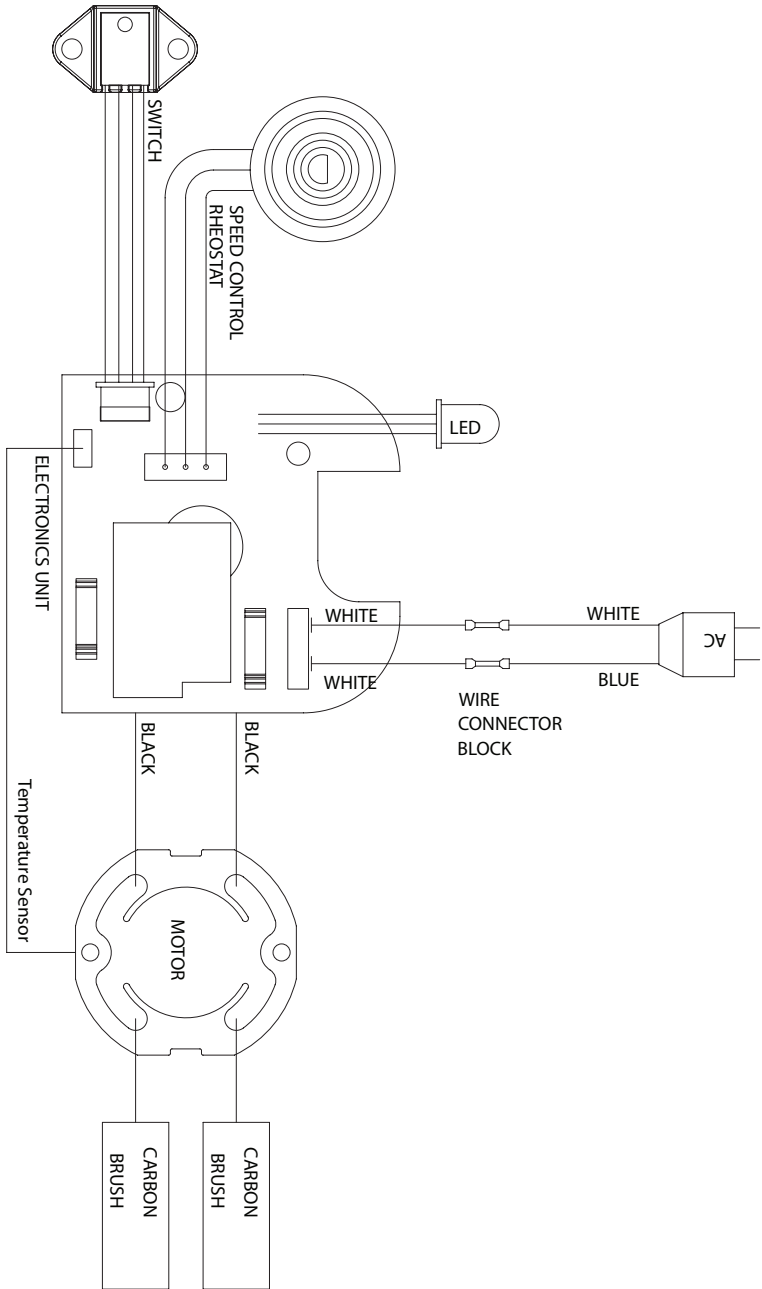 SWITCH
SPEED CONTROL
RHEOSTAT
LED
ELECTRONICS UNIT
WHITE
WHITE
AC
WHITE
BLUE
WIRE
CONNECTOR
BLOCK
BLACK
BLACK
Temperature Sensor
MOTOR
CARBON
BRUSH
CARBON
BRUSH